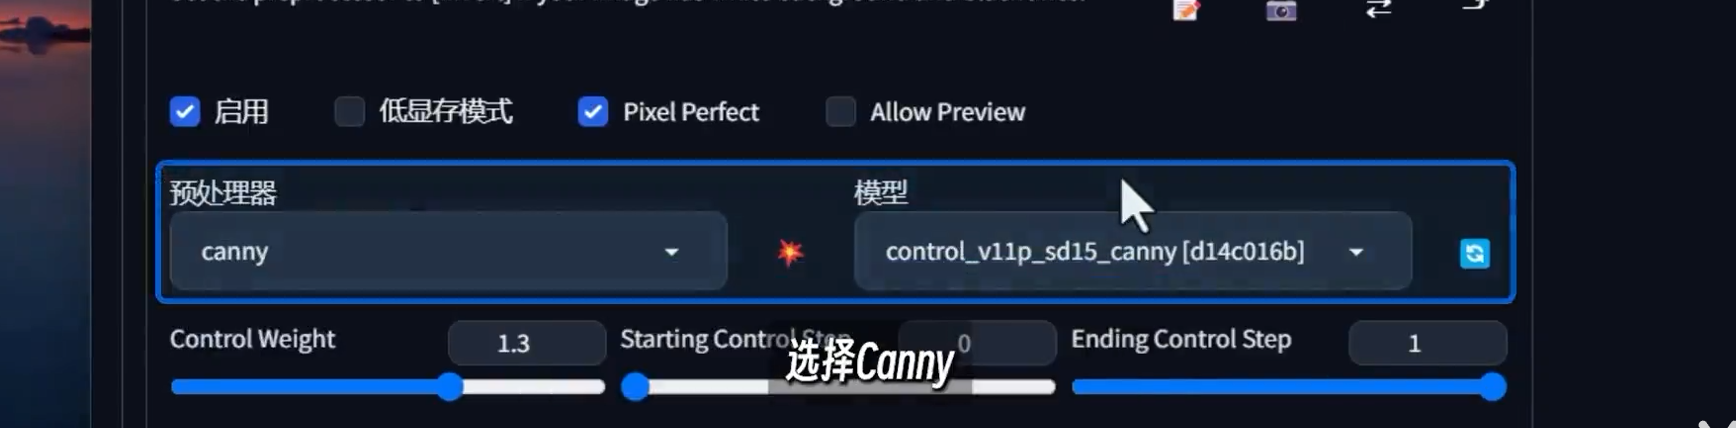 启用 低显存模式 Pixel Perfect Allow Preview
预处理器 模型
canny control_v11p_sd15_canny [d14c016b]
Control Weight 1.3 Starting Control Step 0 Ending Control Step 1
选择Canny